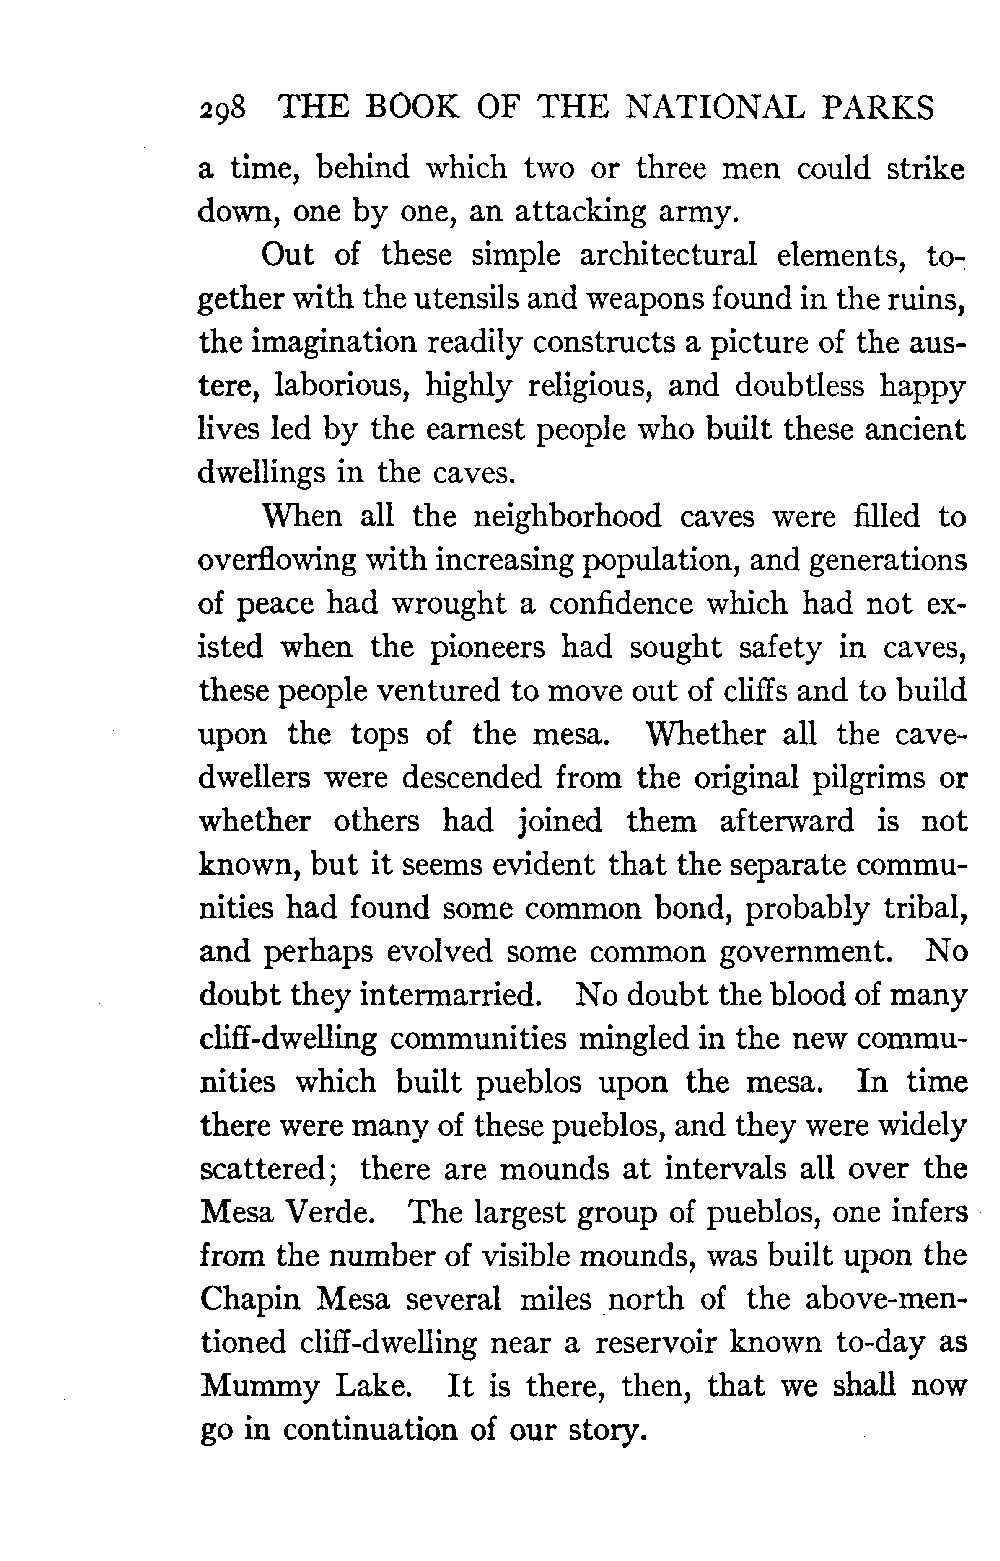 298 THE BOOK OF THE NATIONAL PARKS
a time, behind which two or three men could strike
down, one by one, an attacking army.
Out of these simple architectural elements, to-
gether with the utensils and weapons found in the ruins,
the imagination readily constructs a picture of the aus-
tere, laborious, highly religious, and doubtless happy
lives led by the earnest people who built these ancient
dwellings in the caves.
When all the neighborhood caves were filled to
overflowing with increasing population, and generations
of peace had wrought a confidence which had not ex-
isted when the pioneers had sought safety in caves,
these people ventured to move out of cliffs and to build
upon the tops of the mesa. Whether all the cave-
dwellers were descended from the original pilgrims or
whether others had joined them afterward is not
known, but it seems evident that the separate commu-
nities had found some common bond, probably tribal,
and perhaps evolved some common government. No
doubt they intermarried. No doubt the blood of many
cliff-dwelling communities mingled in the new commu-
nities which built pueblos upon the mesa. In time
there were many of these pueblos, and they were widely
scattered; there are mounds at intervals all over the
Mesa Verde. The largest group of pueblos, one infers
from the number of visible mounds, was built upon the
Chapin Mesa several miles north of the above-men-
tioned cliff-dwelling near a reservoir known to-day as
Mummy Lake. It is there, then, that we shall now
go in continuation of our story.